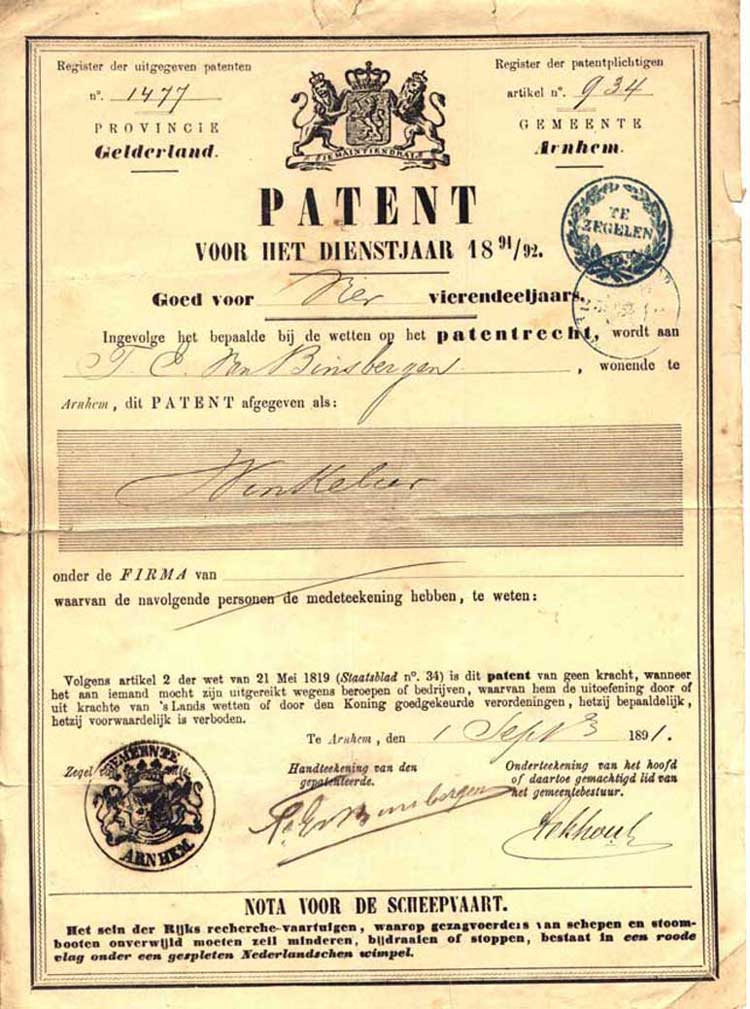 Register der uitgegeven patenten
nº. 1477
PROVINCIE
Gelderland.
JE MAINTIENDRAI
Register der patentplichtigen
artikel nº. 934
GEMEENTE
Arnhem.
PATENT
VOOR HET DIENSTJAAR 18 91/92.
TE
ZEGELEN
Goed voor Vier vierendeeljaars.
Ingevolge het bepaalde bij de wetten op het patentrecht, wordt aan
T. C. Van Binsbergen, wonende te
Arnhem, dit PATENT afgegeven als:
Winkelier
onder de FIRMA van
waarvan de navolgende personen de medeteekening hebben, te weten:
Volgens artikel 2 der wet van 21 Mei 1819 (Staatsblad nº. 34) is dit patent van geen kracht, wanneer
het aan iemand mocht zijn uitgereikt wegens beroepen of bedrijven, waarvan hem de uitoefening door of
uit krachte van 's Lands wetten of door den Koning goedgekeurde verordeningen, hetzij bepaaldelijk,
hetzij voorwaardelijk is verboden.
Te Arnhem, den 1 Sept 1891.
Zegel
GEMEENTE
ARNHEM
Handteekening van den
gepatenteerde.
Binsbergen
Onderteekening van het hoofd
of daartoe gemachtigd lid van
het gemeentebestuur.
NOTA VOOR DE SCHEEPVAART.
Het sein der Rijks recherche-vaartuigen, waarop gezagvoerders van schepen en stoom-
booten onverwijld moeten zeil minderen, bijdraaien of stoppen, bestaat in een roode
vlag onder een gespleten Nederlandschen wimpel.